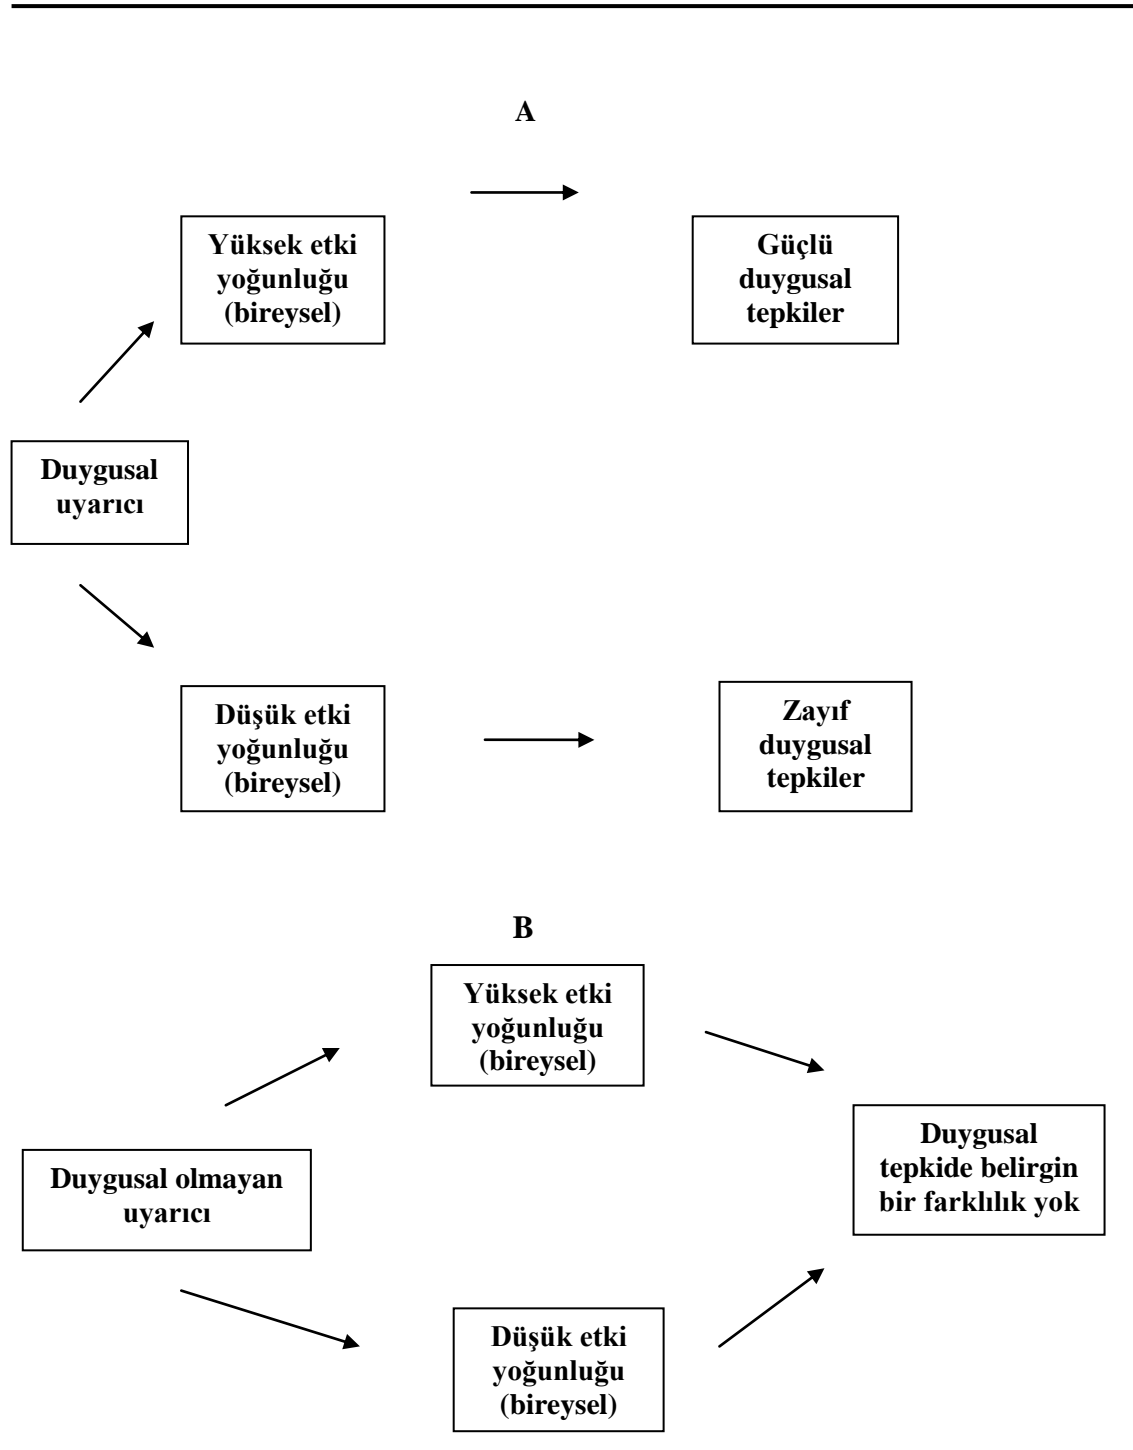 A
Yüksek etki
yoğunluğu
(bireysel)
Güçlü
duygusal
tepkiler
Duygusal
uyarıcı
Düşük etki
yoğunluğu
(bireysel)
Zayıf
duygusal
tepkiler
B
Yüksek etki
yoğunluğu
(bireysel)
Duygusal olmayan
uyarıcı
Duygusal
tepkide belirgin
bir farklılık yok
Düşük etki
yoğunluğu
(bireysel)